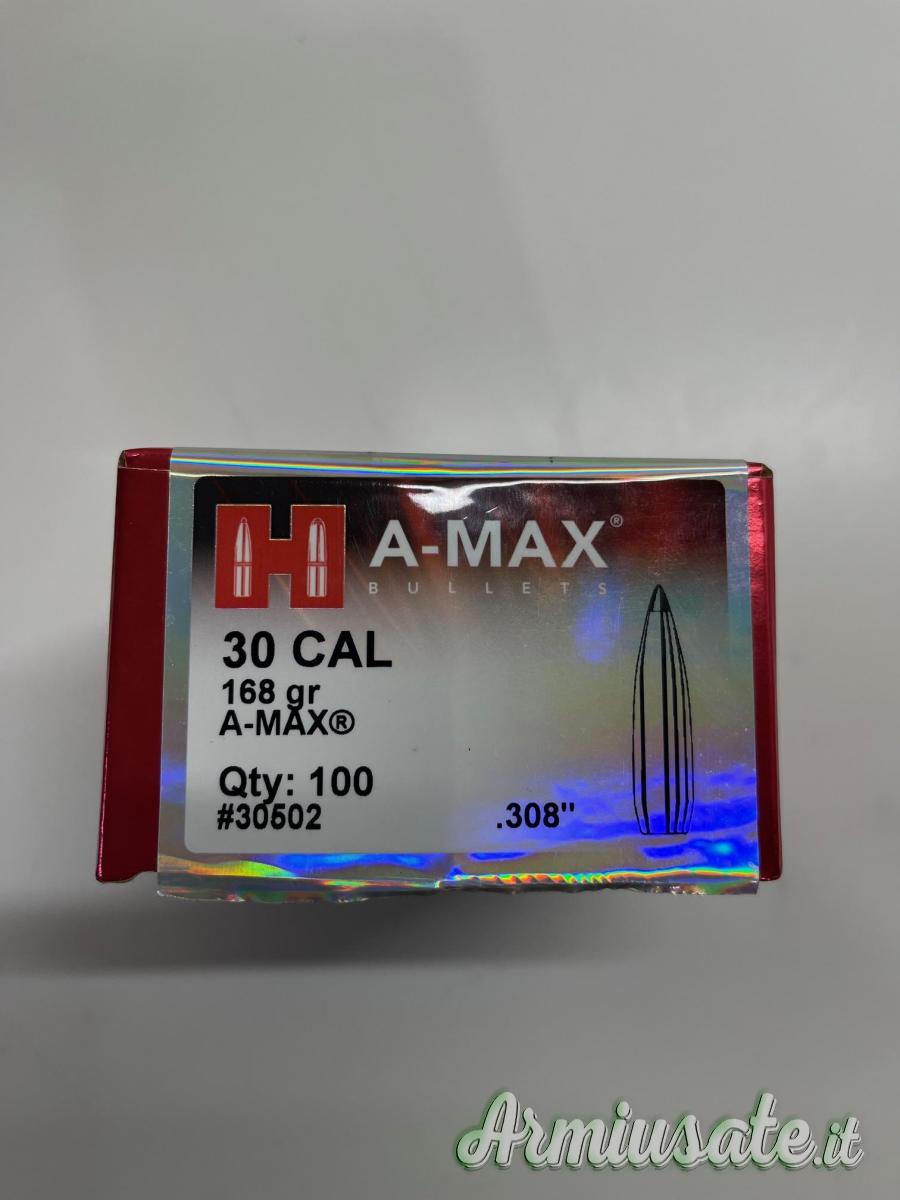 H A-MAX®
BULLETS
30 CAL
168 gr
A-MAX®
Qty: 100
#30502
.308"
Armiusate.it